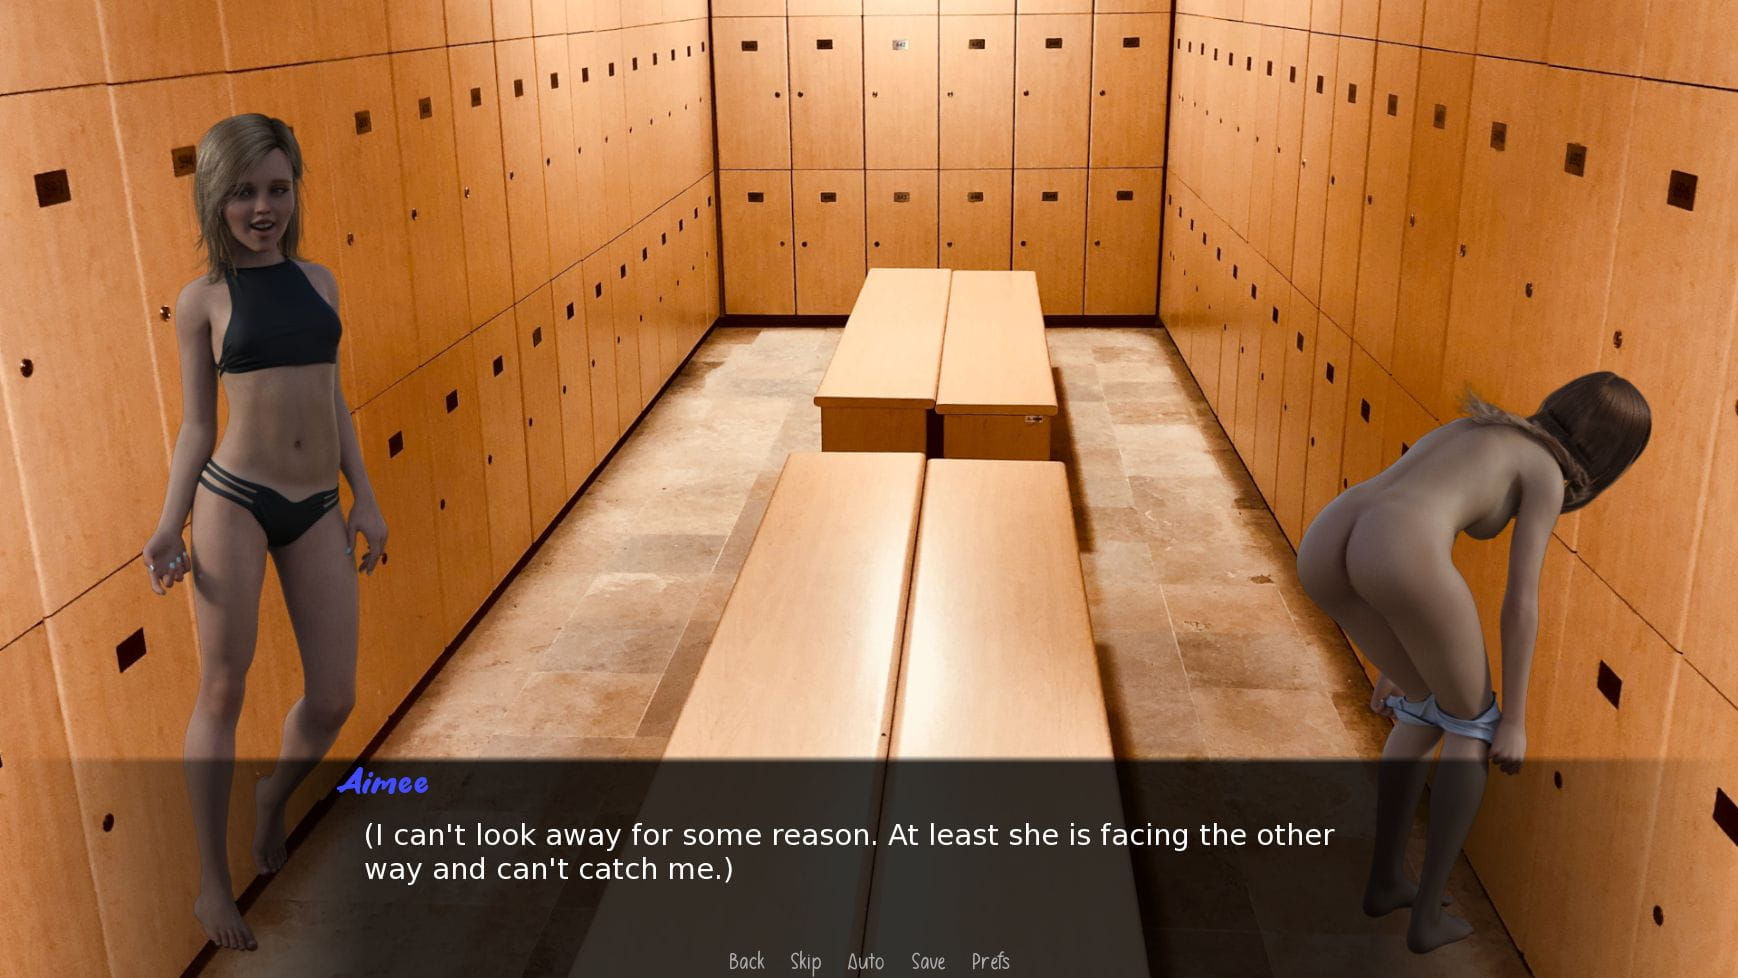 Aimee
(I can't look away for some reason. At least she is facing the other
way and can't catch me.)
Back Skip Auto Save Prefs